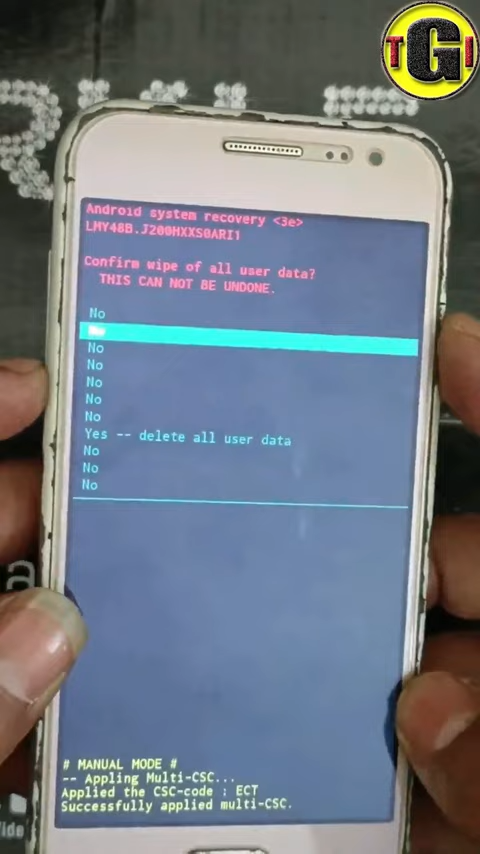 TGI
Android system recovery <3e>
LMY48B.J200HXXS0ARI1
Confirm wipe of all user data?
THIS CAN NOT BE UNDONE.
No
No
No
No
No
No
No
Yes -- delete all user data
No
No
No
# MANUAL MODE #
-- Appling Multi-CSC...
Applied the CSC-code : ECT
Successfully applied multi-CSC.